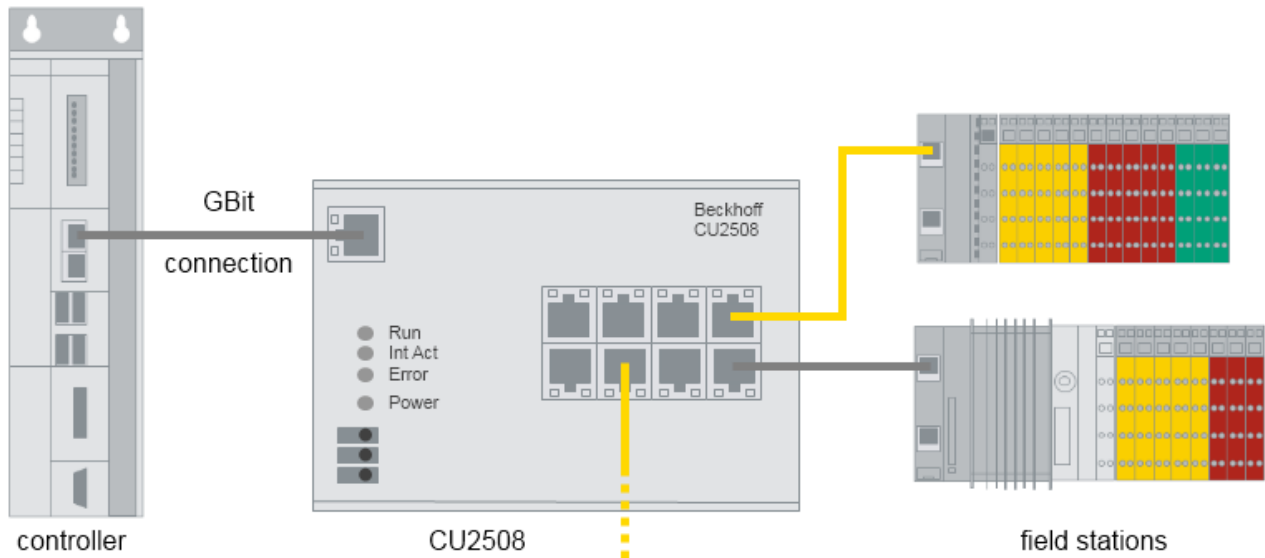 GBit
connection
Beckhoff
CU2508
Run
Int Act
Error
Power
controller
CU2508
field stations